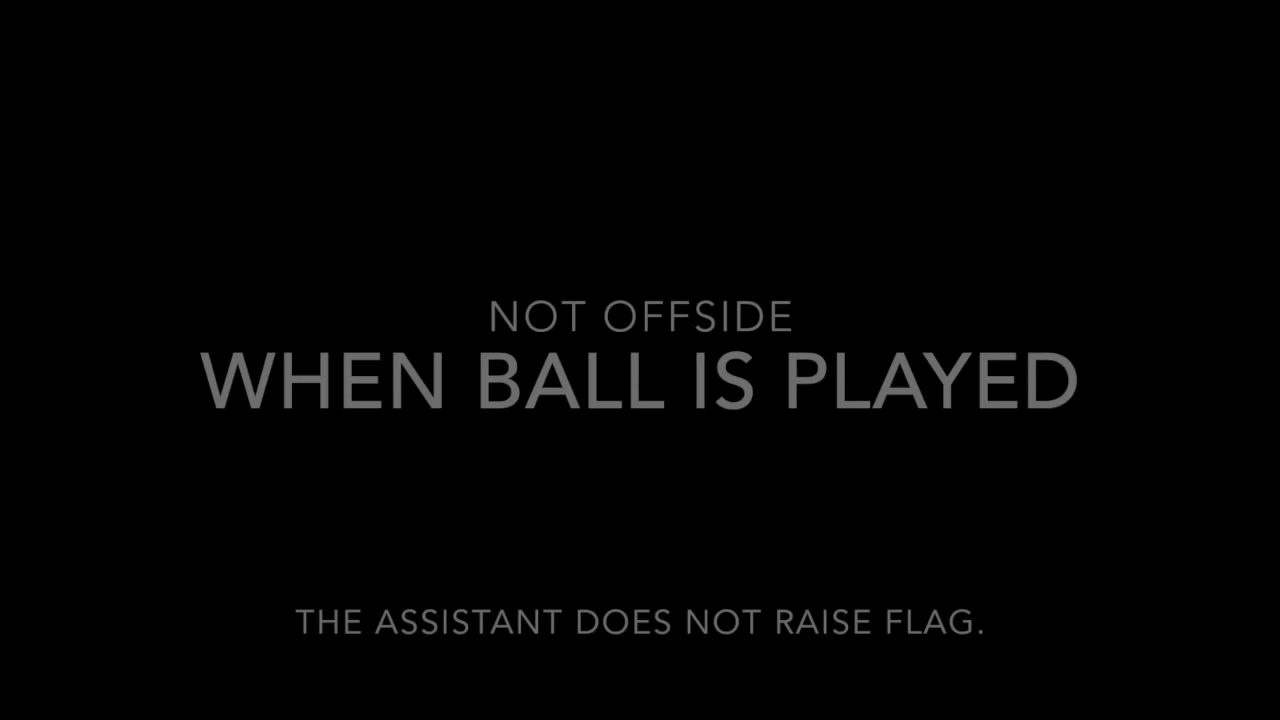 NOT OFFSIDE
WHEN BALL IS PLAYED
THE ASSISTANT DOES NOT RAISE FLAG.